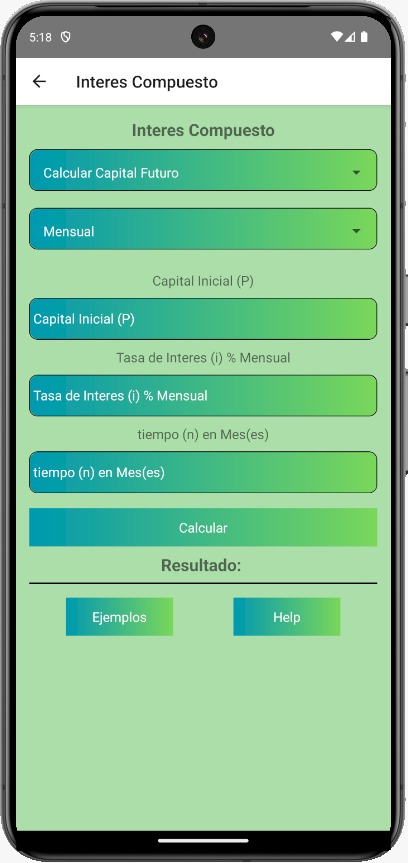 5:18
Interes Compuesto
Interes Compuesto
Calcular Capital Futuro
Mensual
Capital Inicial (P)
Capital Inicial (P)
Tasa de Interes (i) % Mensual
Tasa de Interes (i) % Mensual
tiempo (n) en Mes(es)
tiempo (n) en Mes(es)
Calcular
Resultado:
Ejemplos Help